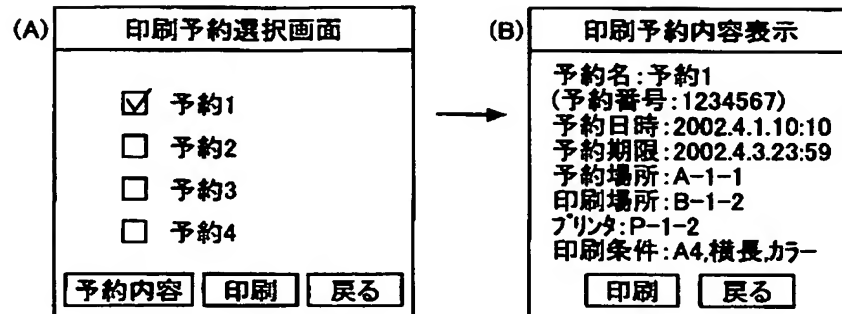 (A)
印刷予約選択画面
予約1
予約2
予約3
予約4
予約内容 印刷 戻る
(B)
印刷予約内容表示
予約名:予約1
(予約番号:1234567)
予約日時:2002.4.1.10:10
予約期限:2002.4.3.23:59
予約場所:A-1-1
印刷場所:B-1-2
プリンタ:P-1-2
印刷条件:A4,横長,カラー
印刷 戻る